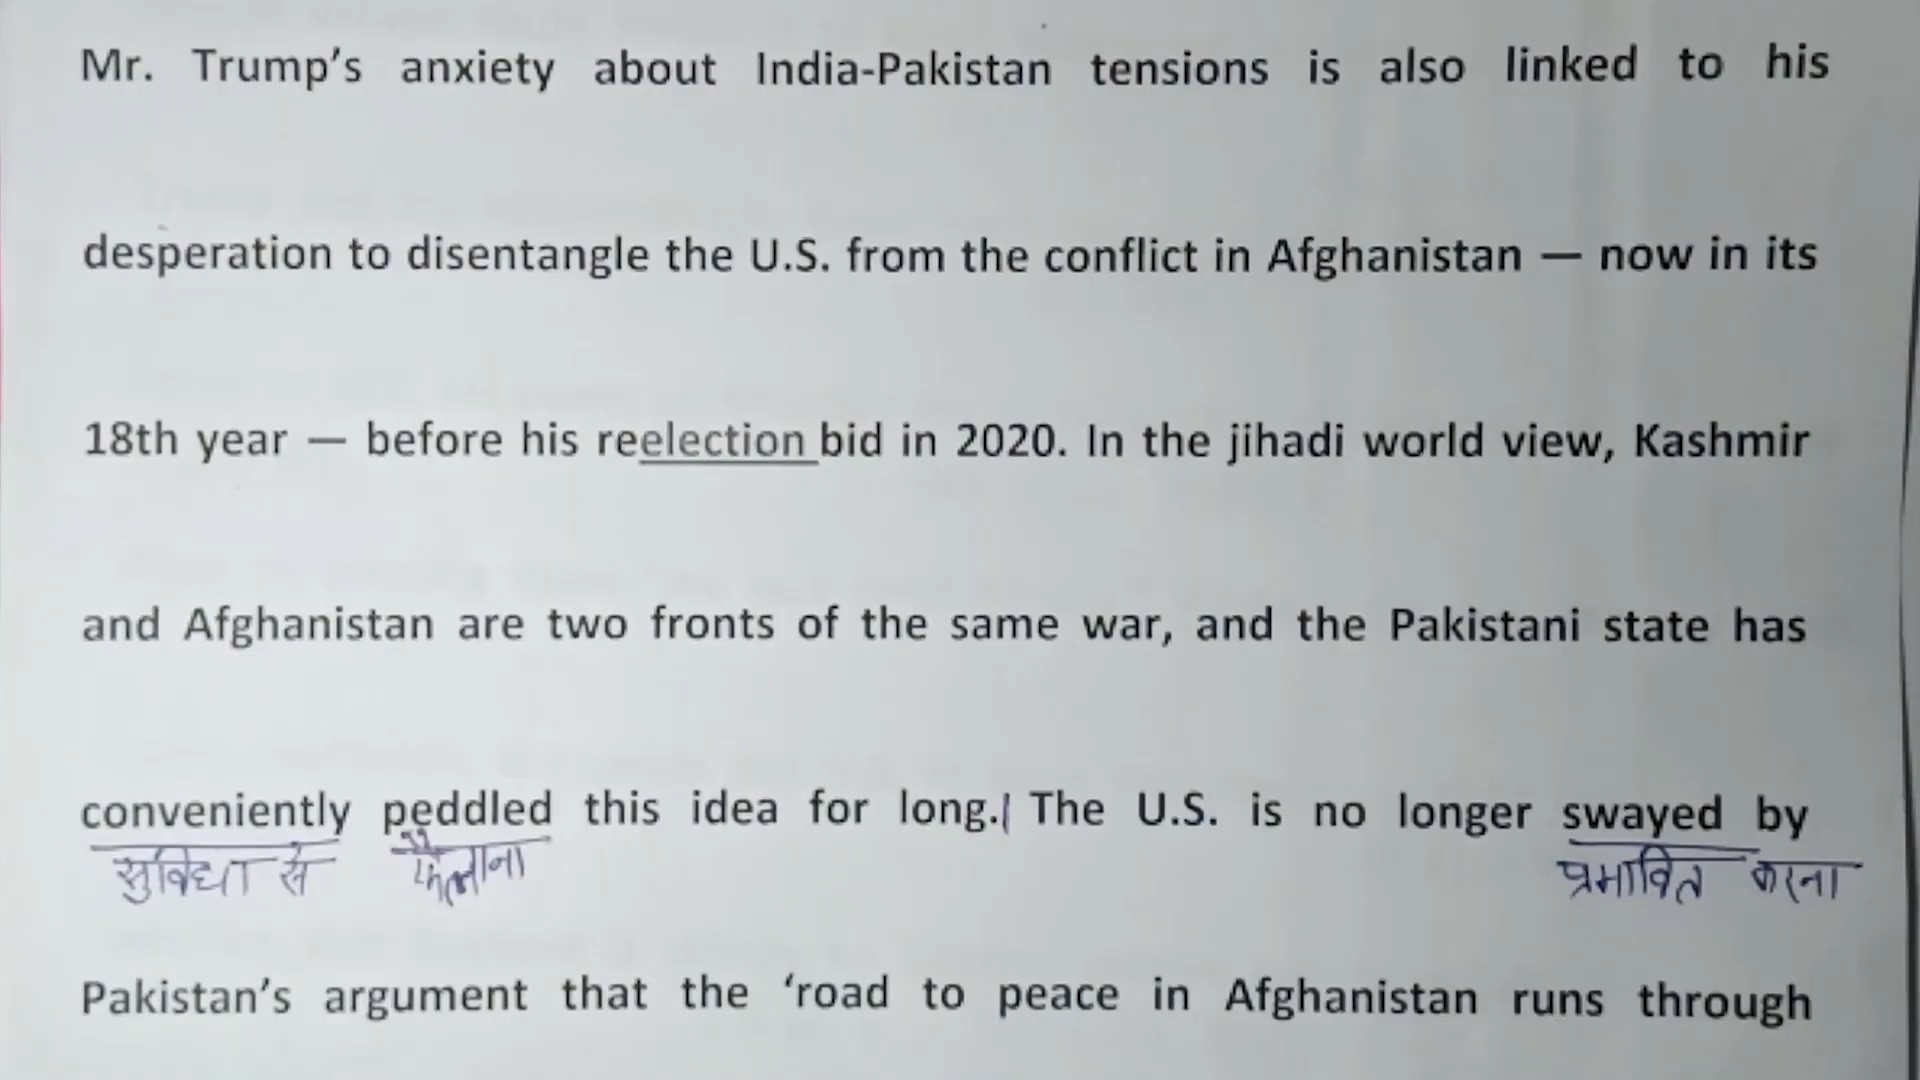 Mr. Trump's anxiety about India-Pakistan tensions is also linked to his
desperation to disentangle the U.S. from the conflict in Afghanistan — now in its
18th year — before his reelection bid in 2020. In the jihadi world view, Kashmir
and Afghanistan are two fronts of the same war, and the Pakistani state has
conveniently peddled this idea for long. The U.S. is no longer swayed by
सुविधा से फैलाना प्रभावित करना
Pakistan's argument that the ‘road to peace in Afghanistan runs through